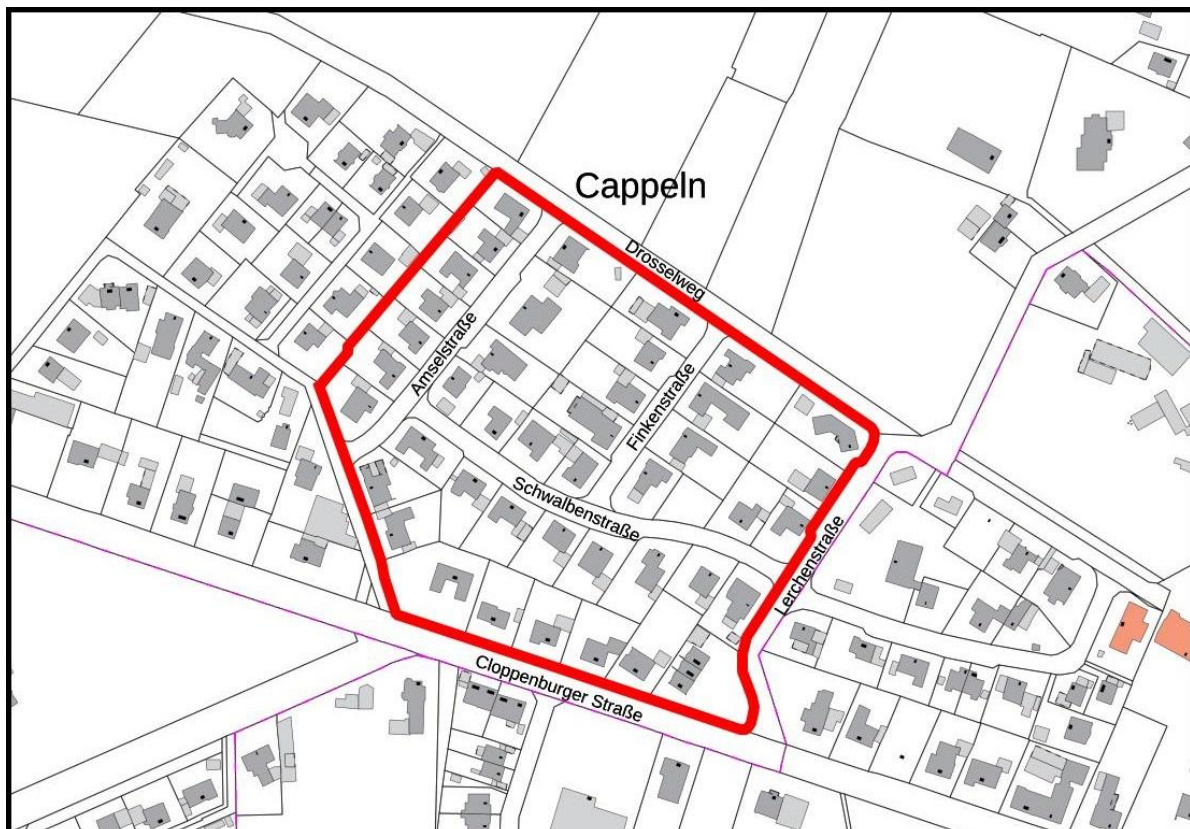 Cappeln
Drosselweg
Amselstraße
Finkenstraße
Schwalbenstraße
Lerchenstraße
Cloppenburger Straße